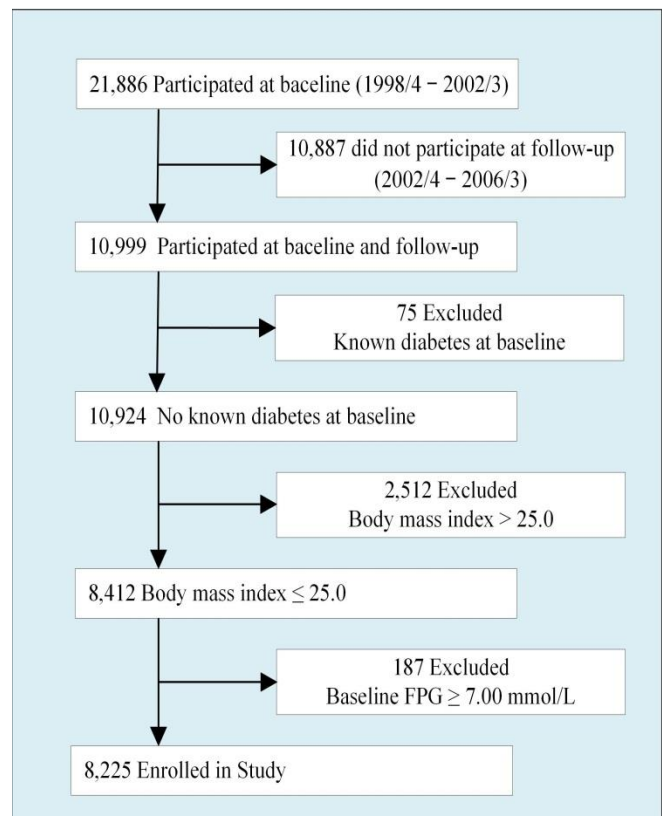 21,886 Participated at baceline (1998/4 − 2002/3)
10,887 did not participate at follow-up
(2002/4 − 2006/3)
10,999 Participated at baceline and follow-up
75 Excluded
Known diabetes at baseline
10,924 No known diabetes at baseline
2,512 Excluded
Body mass index > 25.0
8,412 Body mass index ≤ 25.0
187 Excluded
Baseline FPG ≥ 7.00 mmol/L
8,225 Enrolled in Study